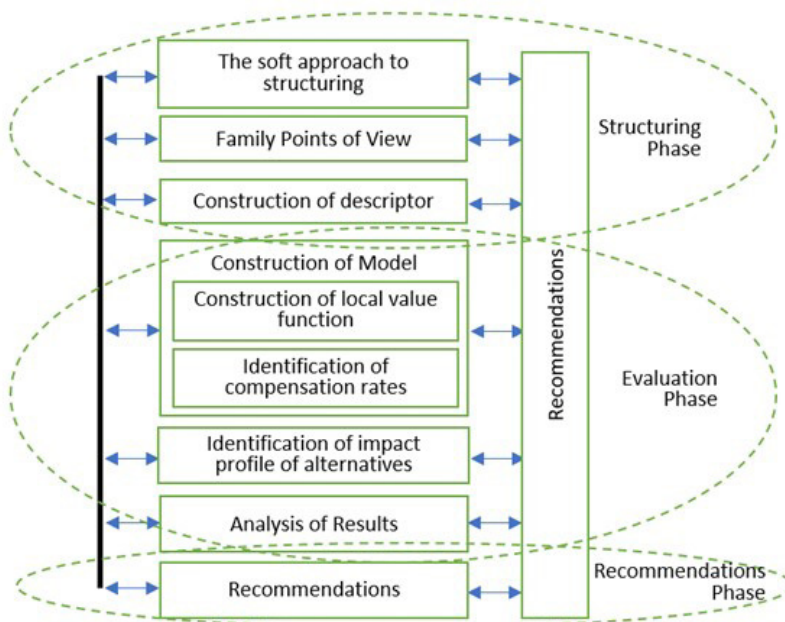 The soft approach to
structuring
Family Points of View
Construction of descriptor
Structuring
Phase
Construction of Model
Construction of local value
function
Identification of
compensation rates
Identification of impact
profile of alternatives
Analysis of Results
Recommendations
Evaluation
Phase
Recommendations
Recommendations
Phase